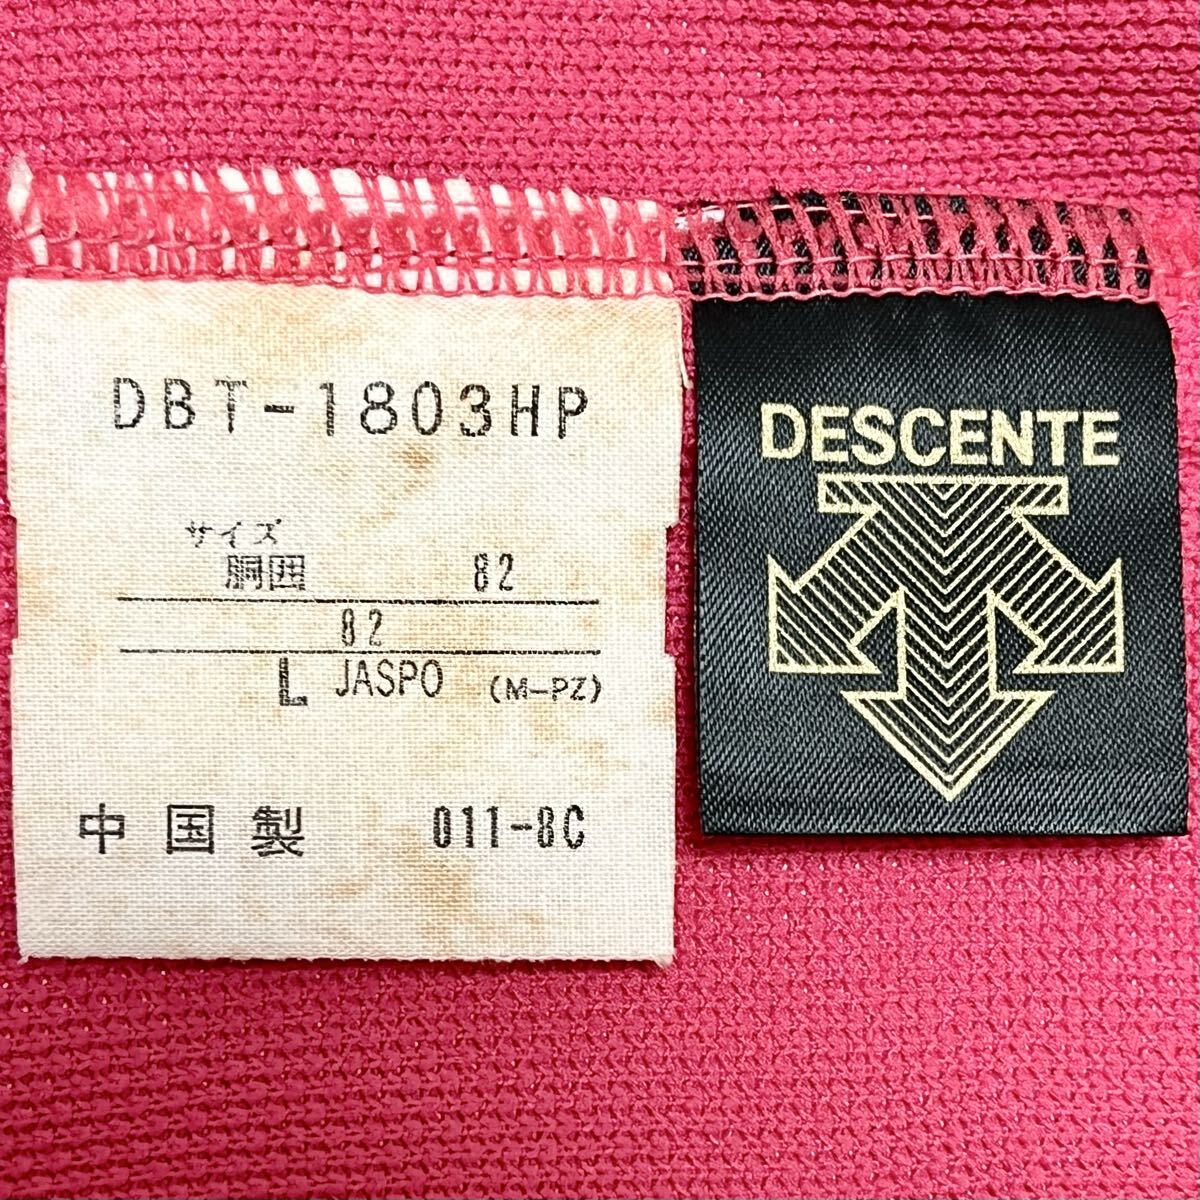 DBT-1803HP
サイズ
胴囲 82
82
L JASPO (M-PZ)
中国製 011-8C
DESCENTE